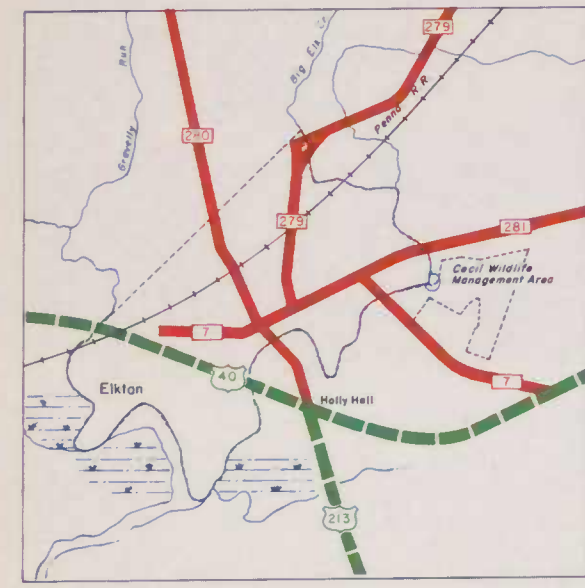 279
Run
Big Elk Cr.
Penna R R
280
Gravelly
279
281
Cecil Wildlife
Management Area
7
40
7
Elkton
Holly Hall
213